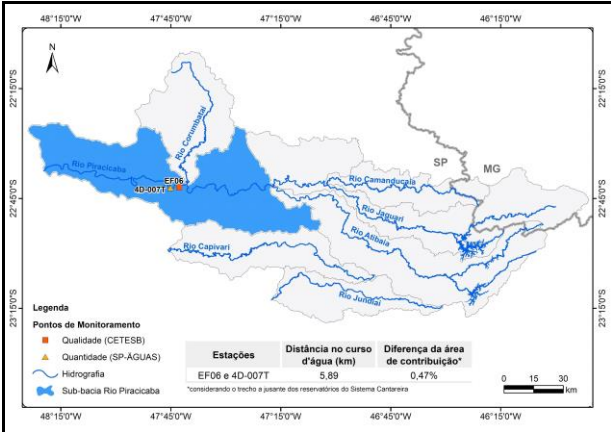 48°15'0"S 47°45'0"S 47°15'0"S 46°45'0"S 46°15'0"S
N
22°15'0"S 22°15'0"S
Rio Corumbataí
SP MG
Rio Piracicaba EF06 Rio Camanducaia
4D-007T
22°45'0"S 22°45'0"S
Rio Jaguari
Rio Atibaia
Rio Capivari
Rio Jundiaí
23°15'0"S 23°15'0"S
Legenda
Pontos de Monitoramento
Qualidade (CETESB)
Quantidade (SP-ÁGUAS)
Hidrografia
Sub-bacia Rio Piracicaba
Estações Distância no curso d'água (km) Diferença da área de contribuição*
EF06 e 4D-007T 5,89 0,47%
*considerando o trecho a jusante dos reservatórios do Sistema Cantareira
0 15 30
km
48°15'0"S 47°45'0"S 47°15'0"S 46°45'0"S 46°15'0"S